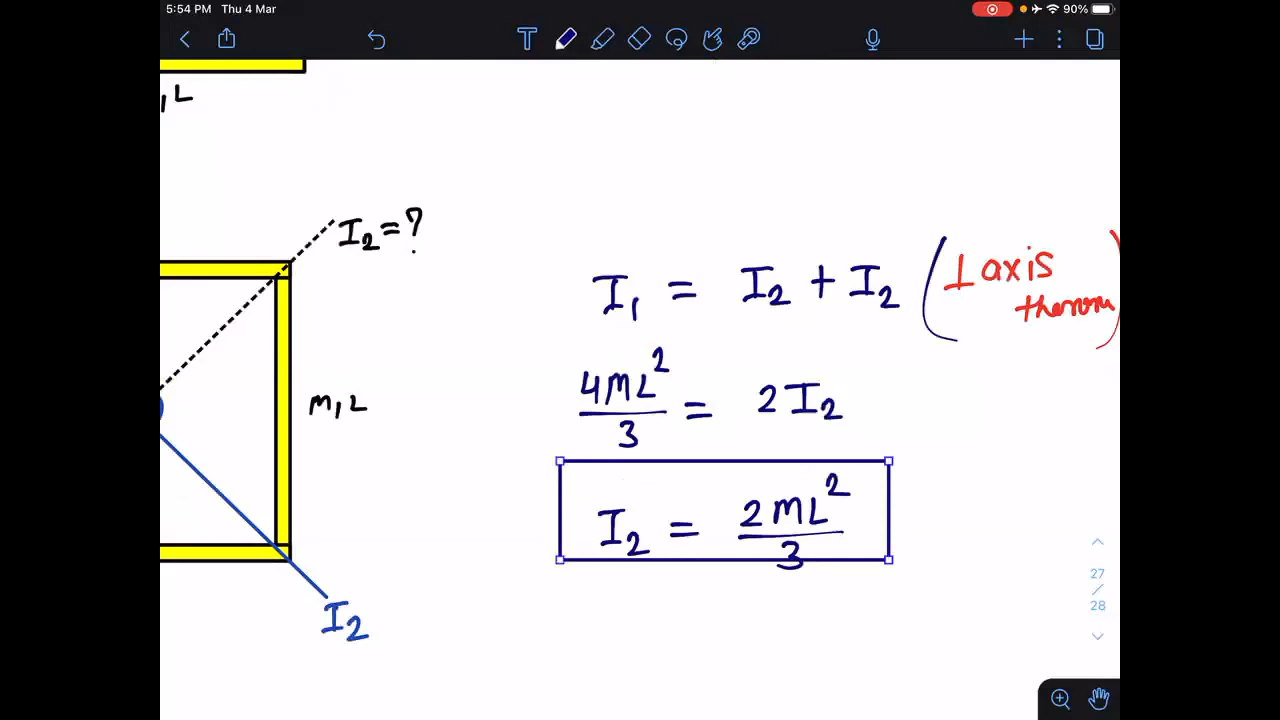 5:54 PM Thu 4 Mar
90%
T
, L
I₂ = ?
m, L
I₂
I₁ = I₂ + I₂ (⊥ axis
theorem)
4ML²/3 = 2I₂
I₂ = 2ML²/3
27
/
28